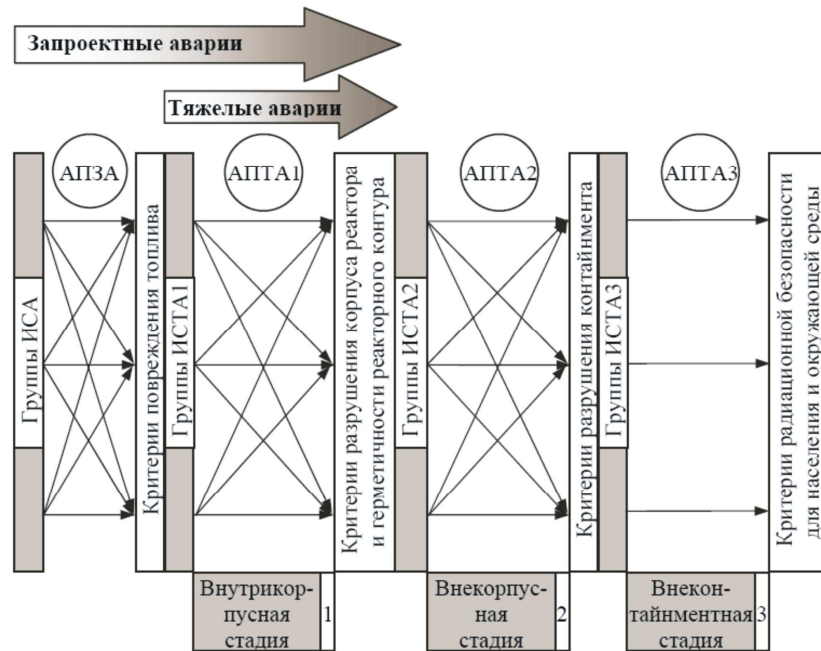 Запроектные аварии
Тяжелые аварии
АПЗА
АПТА1
АПТА2
АПТА3
Группы ИСА
Критерии повреждения топлива
Группы ИСТА1
Критерии разрушения корпуса реактора
и герметичности реакторного контура
Группы ИСТА2
Критерии разрушения контайнмента
Группы ИСТА3
Критерии радиационной безопасности
для населения и окружающей среды
Внутрикор-
пусная
стадия
1
Внекорпус-
ная
стадия
2
Внекон-
тайнментная
стадия
3